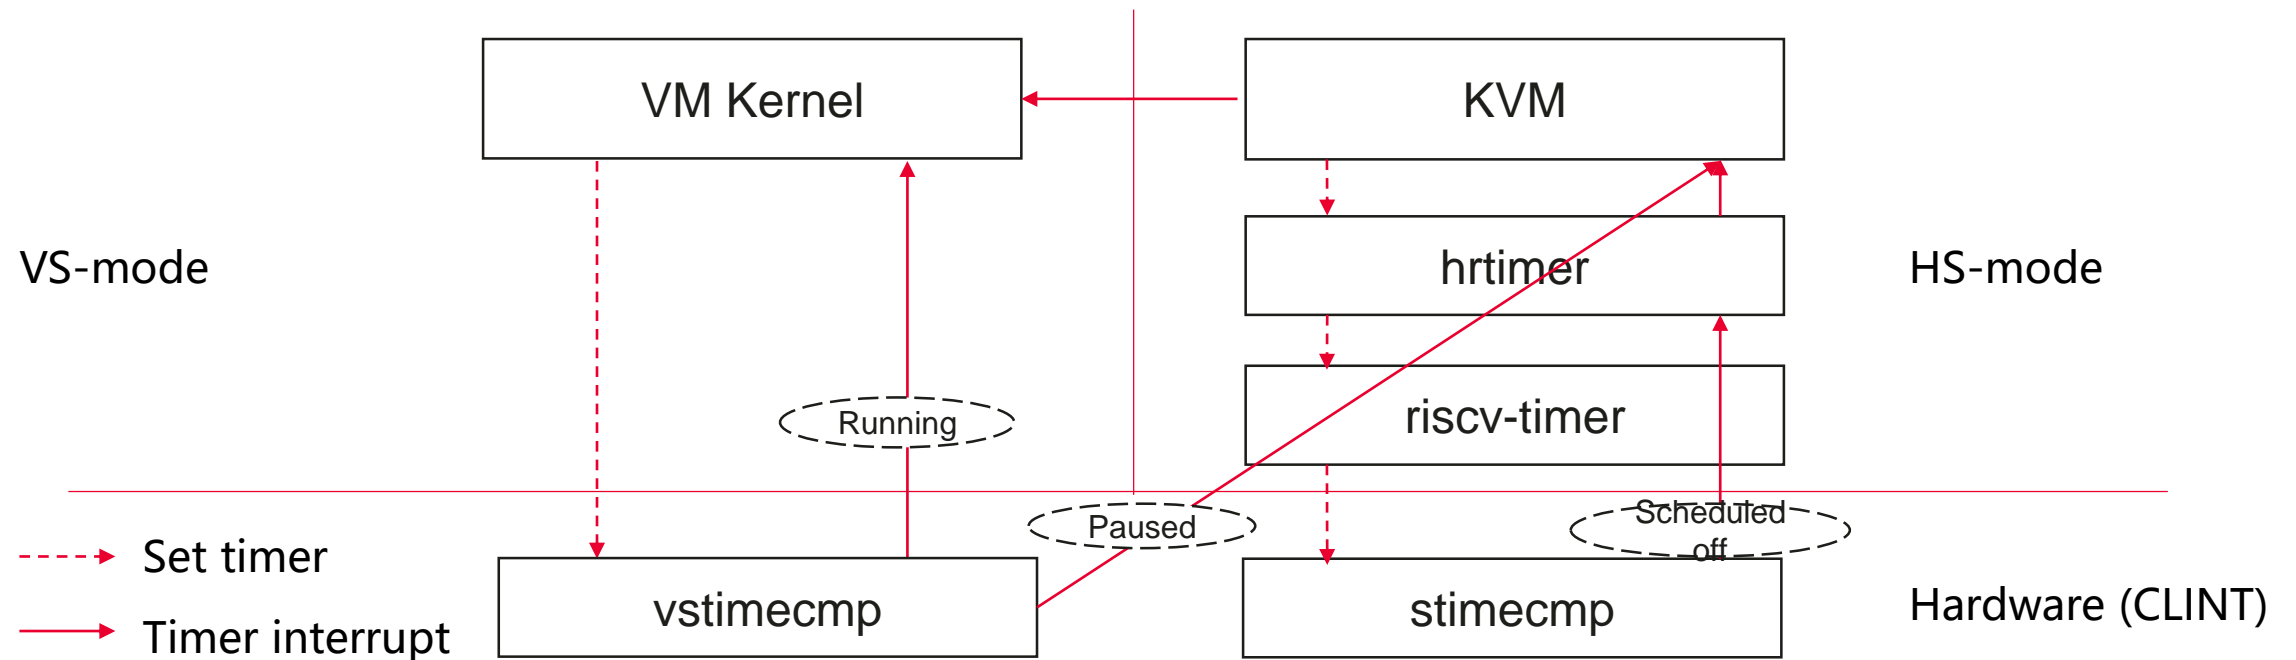 VM Kernel
KVM
VS-mode
hrtimer
HS-mode
riscv-timer
Running
Paused
Scheduled
off
Set timer
Timer interrupt
vstimecmp
stimecmp
Hardware (CLINT)